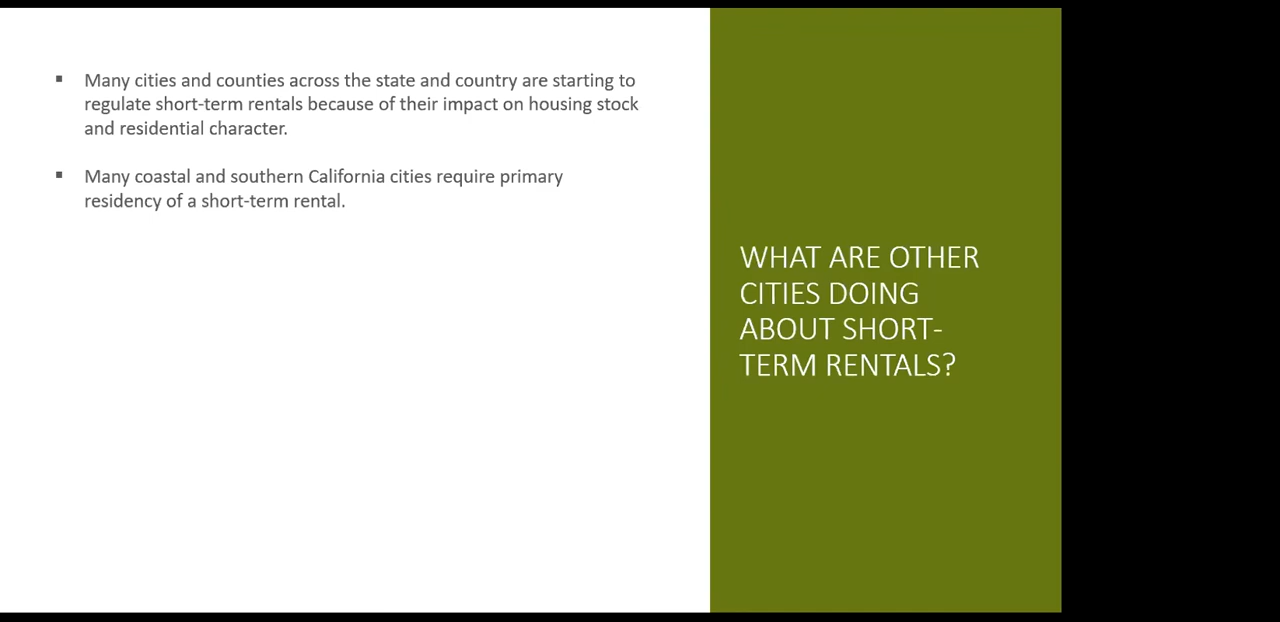 ▪ Many cities and counties across the state and country are starting to
regulate short-term rentals because of their impact on housing stock
and residential character.
▪ Many coastal and southern California cities require primary
residency of a short-term rental.
WHAT ARE OTHER
CITIES DOING
ABOUT SHORT-
TERM RENTALS?